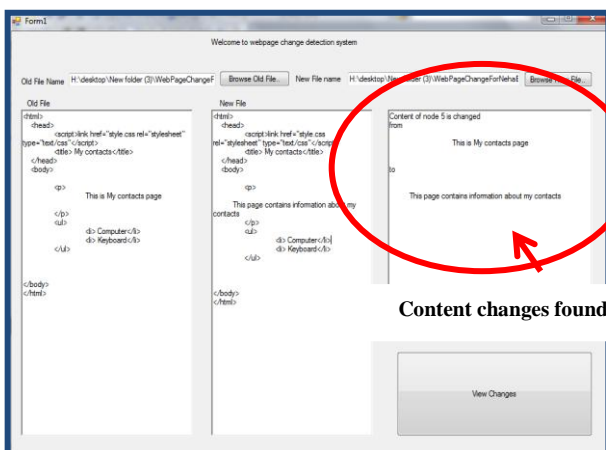 Form1
Welcome to webpage change detection system
Old File Name H:\desktop\New folder (3)\WebPageChangeF Browse Old File.. New File name H:\desktop\New folder (3)\WebPageChangeForNehal Browse New File..
Old File
<html>
<head>
<script>link href="style.css rel="stylesheet"
type="text/css"</script>
<title> My contacts</title>
</head>
<body>
<p>
This is My contacts page
</p>
<ul>
<li> Computer</li>
<li> Keyboard</li>
</ul>
</body>
</html>
New File
<html>
<head>
<script>link href="style.css
rel="stylesheet" type="text/css"</script>
<title> My contacts</title>
</head>
<body>
<p>
This page contains information about my
contacts
</p>
<ul>
<li> Computer</li>
<li> Keyboard</li>
</ul>
</body>
</html>
Content of node 5 is changed
from
This is My contacts page
to
This page contains information about my contacts
Content changes found
View Changes